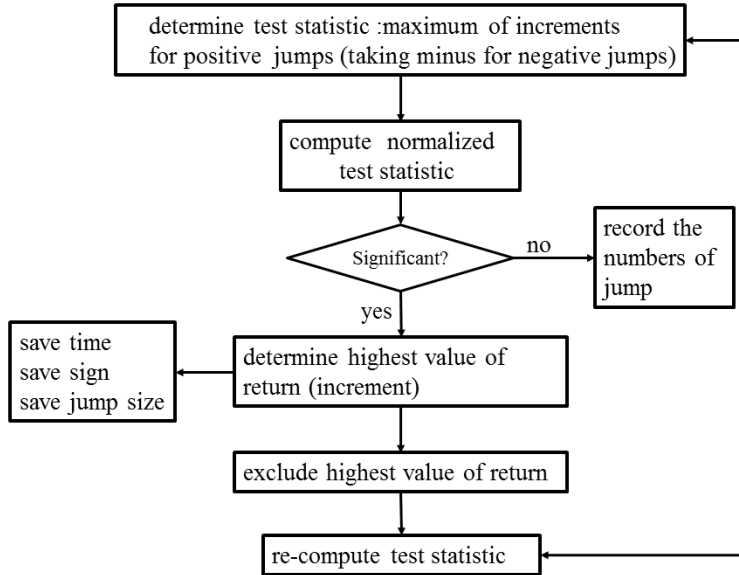 determine test statistic :maximum of increments
for positive jumps (taking minus for negative jumps)
compute normalized
test statistic
Significant?
no
record the
numbers of
jump
yes
save time
save sign
save jump size
determine highest value of
return (increment)
exclude highest value of return
re-compute test statistic